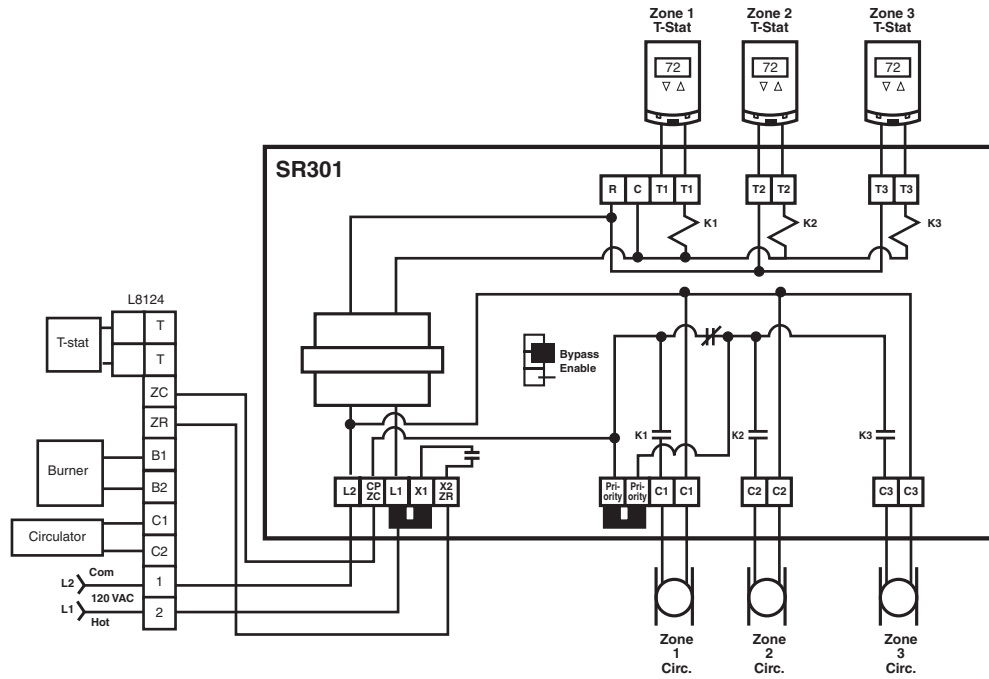 Zone 1
T-Stat
Zone 2
T-Stat
Zone 3
T-Stat
72
72
72
SR301
R C T1 T1
T2 T2
T3 T3
K1
K2
K3
L8124
T-stat
T
T
ZC
ZR
Burner
B1
B2
Circulator
C1
C2
L2
Com
1
120 VAC
L1
Hot
2
Bypass
Enable
K1
K2
K3
L2
CP
ZC
L1
X1
X2
ZR
Pri-
ority
Pri-
ority
C1
C1
C2
C2
C3
C3
Zone
1
Circ.
Zone
2
Circ.
Zone
3
Circ.